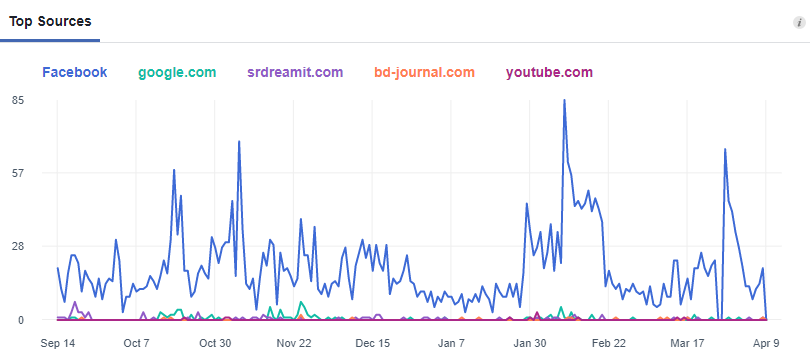 Top Sources
i
Facebook google.com srdreamit.com bd-journal.com youtube.com
85
57
28
0
Sep 14 Oct 7 Oct 30 Nov 22 Dec 15 Jan 7 Jan 30 Feb 22 Mar 17 Apr 9